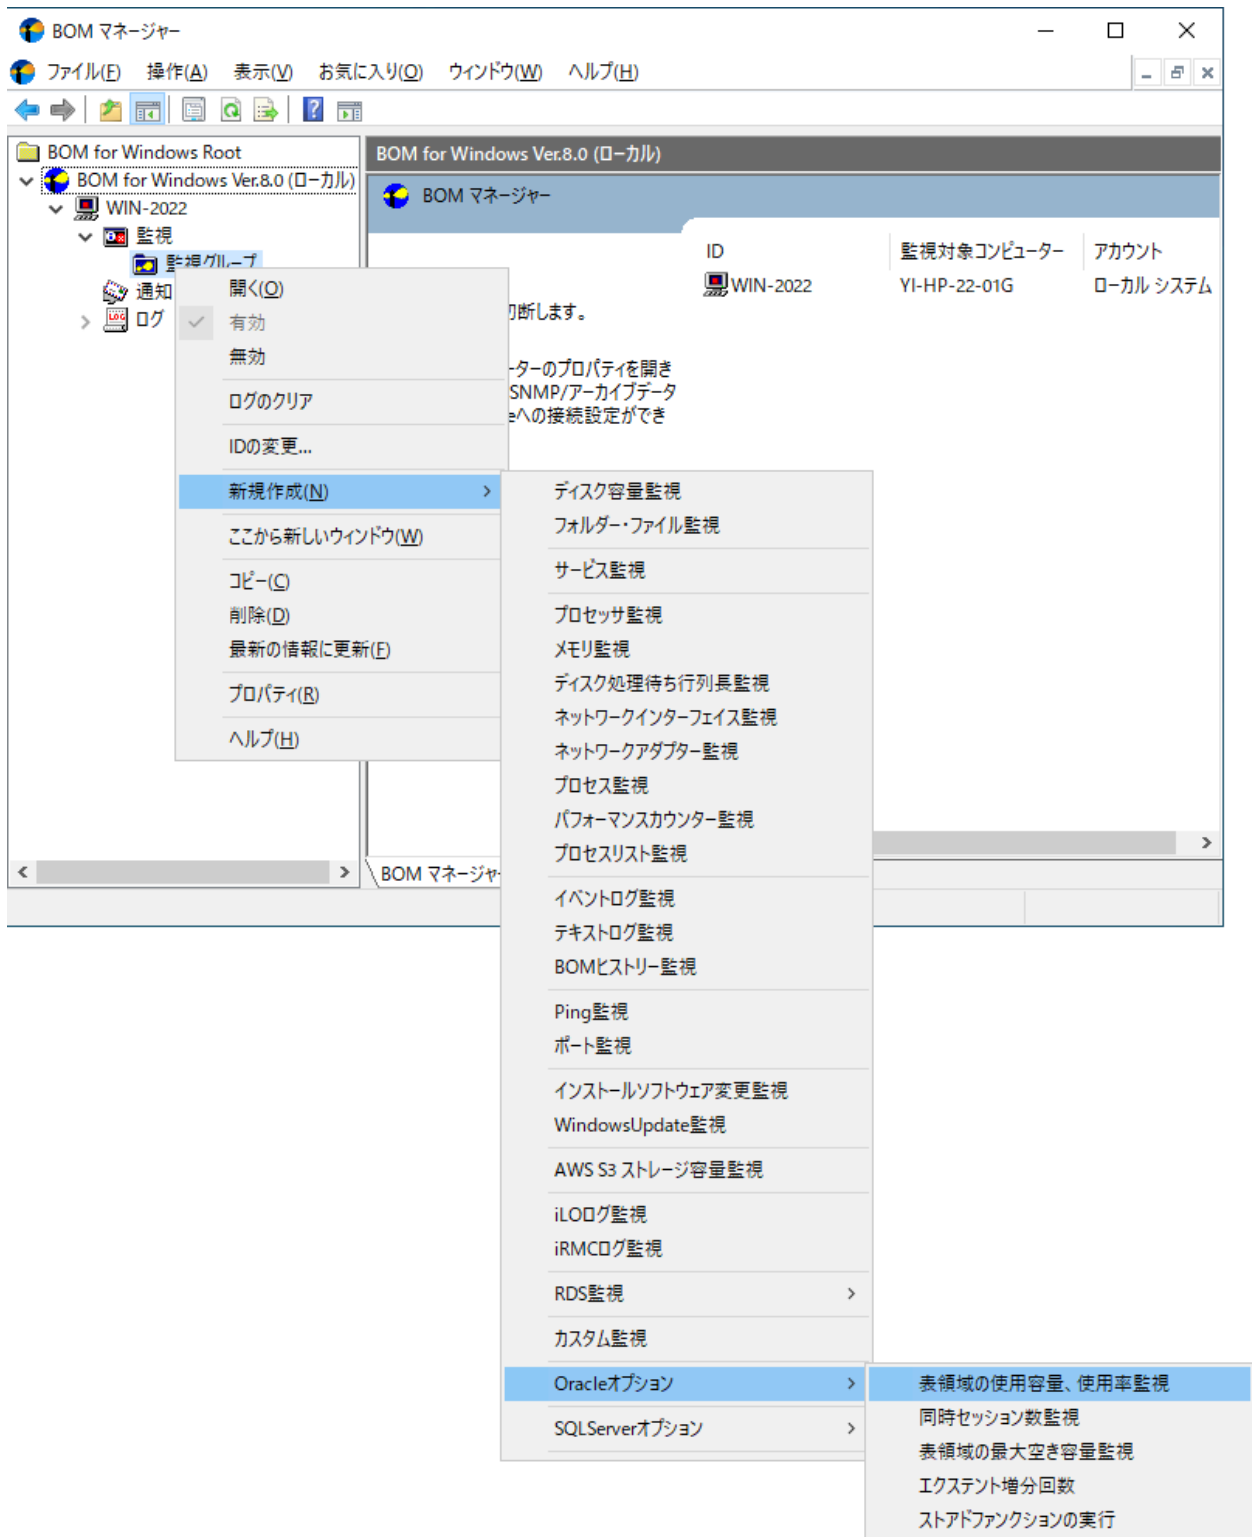 BOM マネージャー
ファイル(F) 操作(A) 表示(V) お気に入り(O) ウィンドウ(W) ヘルプ(H)
BOM for Windows Root
BOM for Windows Ver.8.0 (ローカル)
WIN-2022
監視
監視グループ
通知
ログ
BOM for Windows Ver.8.0 (ローカル)
BOM マネージャー
ID 監視対象コンピューター アカウント
WIN-2022 YI-HP-22-01G ローカル システム
切断します。
ーターのプロパティを開き
SNMP/アーカイブデータ
eへの接続設定ができ
BOM マネージャー
開く(O)
有効
無効
ログのクリア
IDの変更...
新規作成(N)
ここから新しいウィンドウ(W)
コピー(C)
削除(D)
最新の情報に更新(F)
プロパティ(R)
ヘルプ(H)
ディスク容量監視
フォルダー・ファイル監視
サービス監視
プロセッサ監視
メモリ監視
ディスク処理待ち行列長監視
ネットワークインターフェイス監視
ネットワークアダプター監視
プロセス監視
パフォーマンスカウンター監視
プロセスリスト監視
イベントログ監視
テキストログ監視
BOMヒストリー監視
Ping監視
ポート監視
インストールソフトウェア変更監視
WindowsUpdate監視
AWS S3 ストレージ容量監視
iLOログ監視
iRMCログ監視
RDS監視
カスタム監視
Oracleオプション
SQLServerオプション
表領域の使用容量、使用率監視
同時セッション数監視
表領域の最大空き容量監視
エクステント増分回数
ストアドファンクションの実行